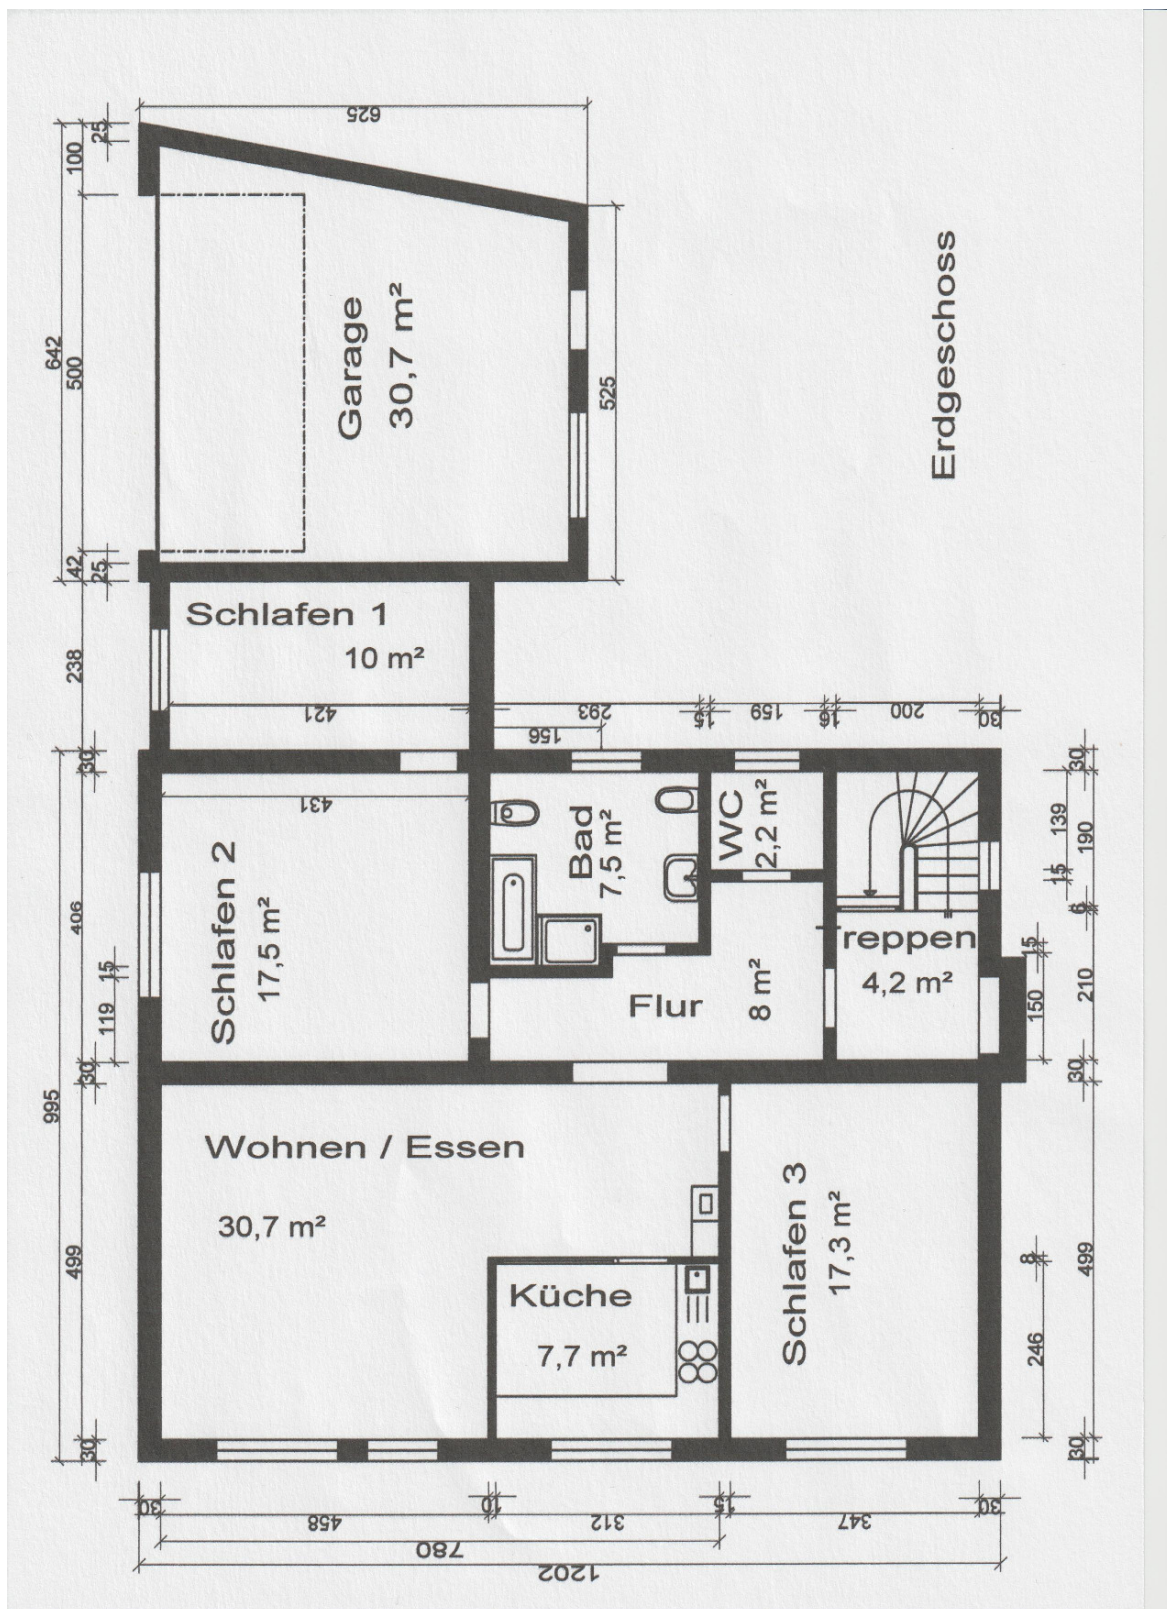 625
25
100
642
500
Garage
30,7 m²
525
Erdgeschoss
42
25
Schlafen 1
10 m²
238
421
293
15
159
16
200
30
156
30
30
431
Schlafen 2
17,5 m²
Bad
7,5 m²
WC
2,2 m²
139
190
15
6
406
15
119
reppen
4,2 m²
15
150
210
Flur
8 m²
30
30
995
Wohnen / Essen
30,7 m²
Schlafen 3
17,3 m²
499
8
499
Küche
7,7 m²
246
30
30
30
458
10
312
15
347
30
780
1202